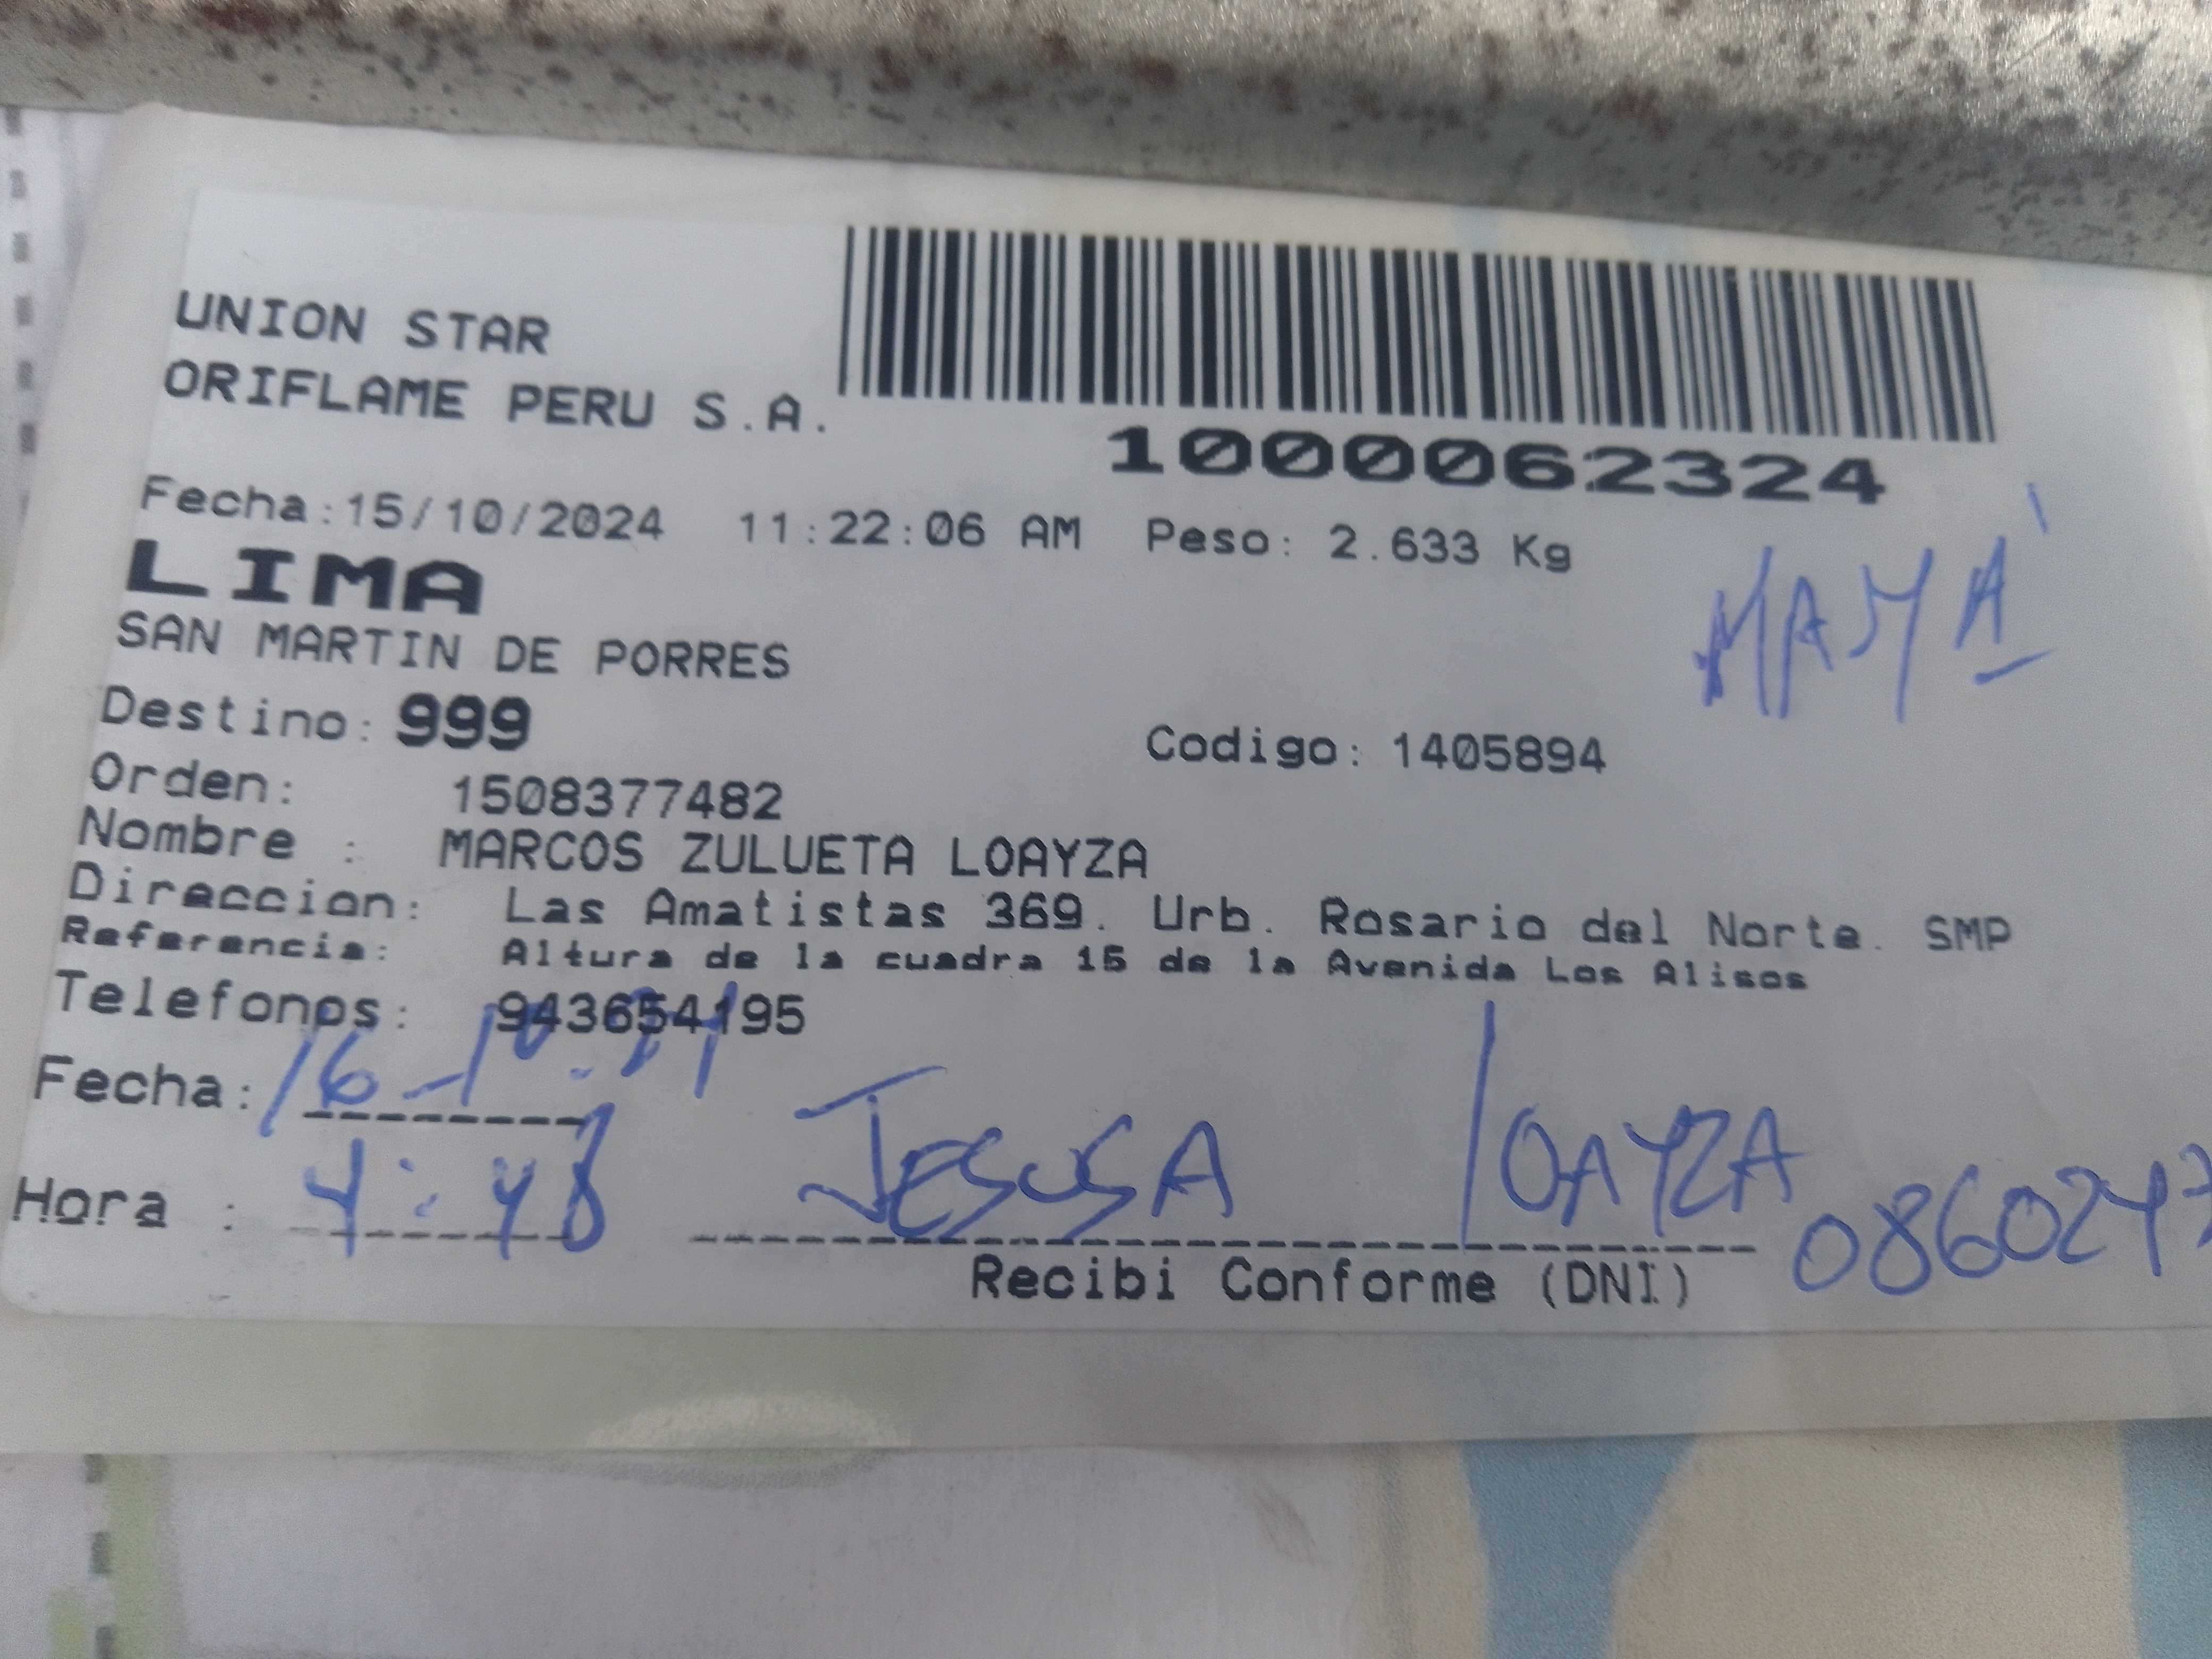 UNION STAR
ORIFLAME PERU S.A.
1000062324
Fecha:15/10/2024 11:22:06 AM Peso: 2.633 Kg
LIMA
MAMÁ
SAN MARTIN DE PORRES
Destino: 999
Codigo: 1405894
Orden: 1508377482
Nombre : MARCOS ZULUETA LOAYZA
Direccion: Las Amatistas 369. Urb. Rosario del Norte. SMP
Referencia: Altura de la cuadra 15 de la Avenida Los Alisos
Telefonos: 943654195
Fecha: 16-10-24
Hora : 4:48
JESUSA LOAYZA
Recibi Conforme (DNI)